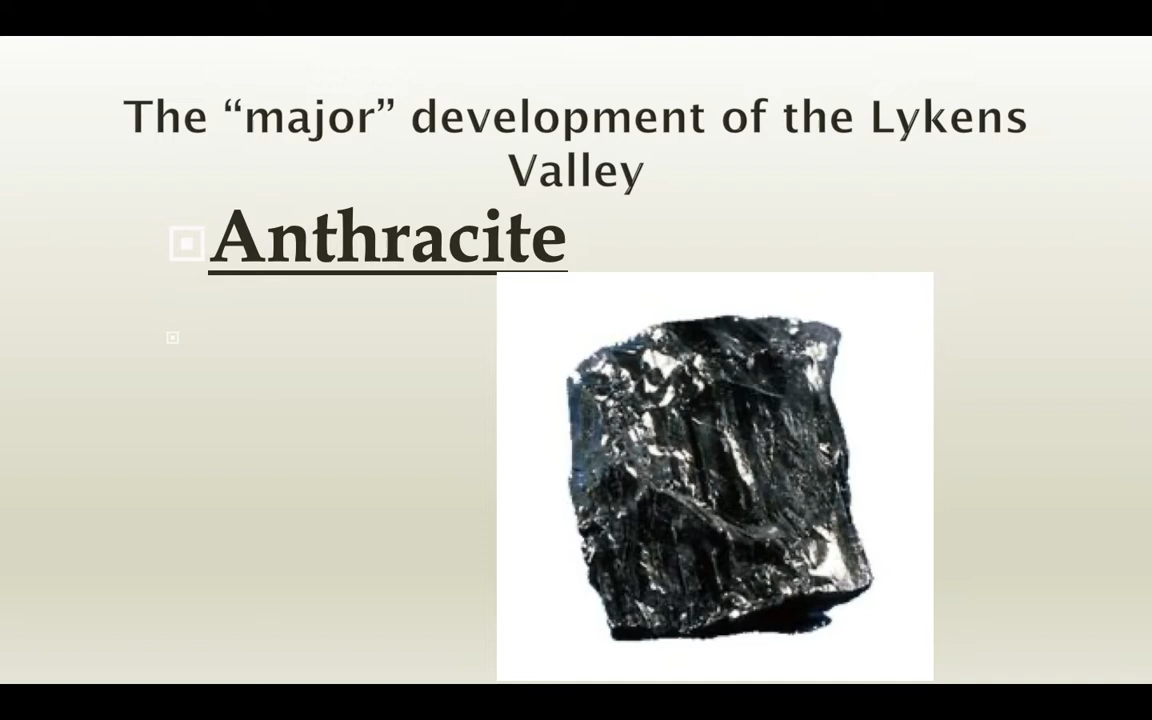 The “major” development of the Lykens
Valley
Anthracite